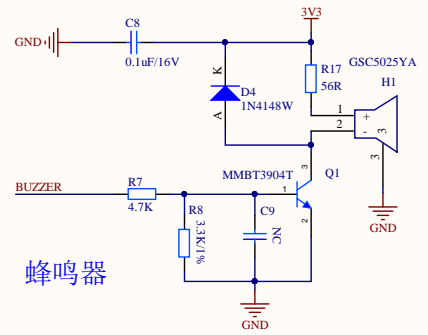 C8
3V3
GND
0.1uF/16V
GSC5025YA
R17
56R
H1
K
D4
1N4148W
A
1
+
2
-
3
3
MMBT3904T
3
Q1
BUZZER
R7
4.7K
1
2
R8
3.3K/1%
C9
NC
GND
蜂鸣器
GND